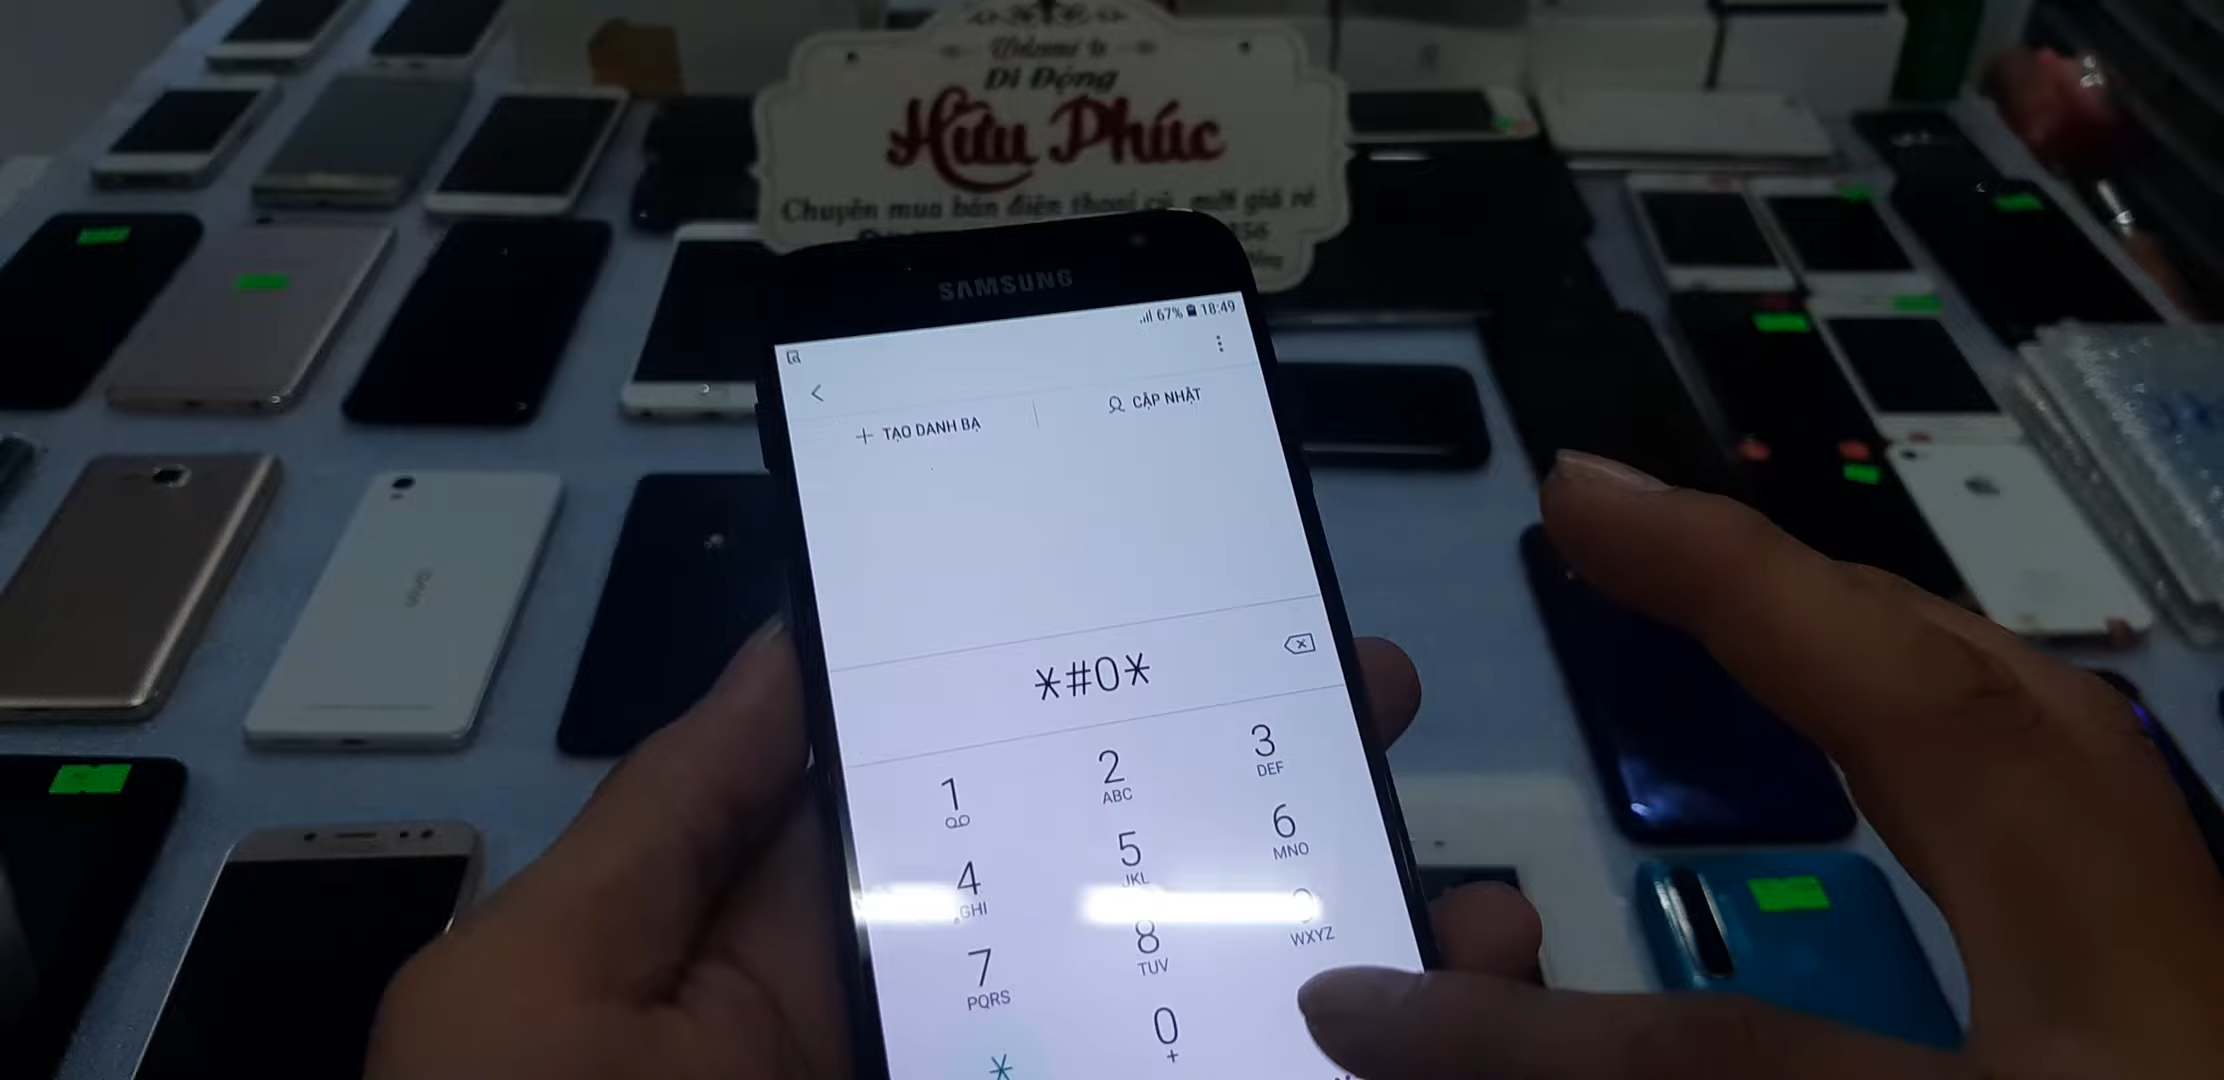 Welcome to
Di Động
Hữu Phúc
Chuyên mua bán điện thoại cũ, mới giá rẻ
SAMSUNG
67% 18:49
+ TẠO DANH BẠ
CẬP NHẬT
*#0*
1
2 ABC
3 DEF
4 GHI
5 JKL
6 MNO
7 PQRS
8 TUV
9 WXYZ
*
0 +
vivo